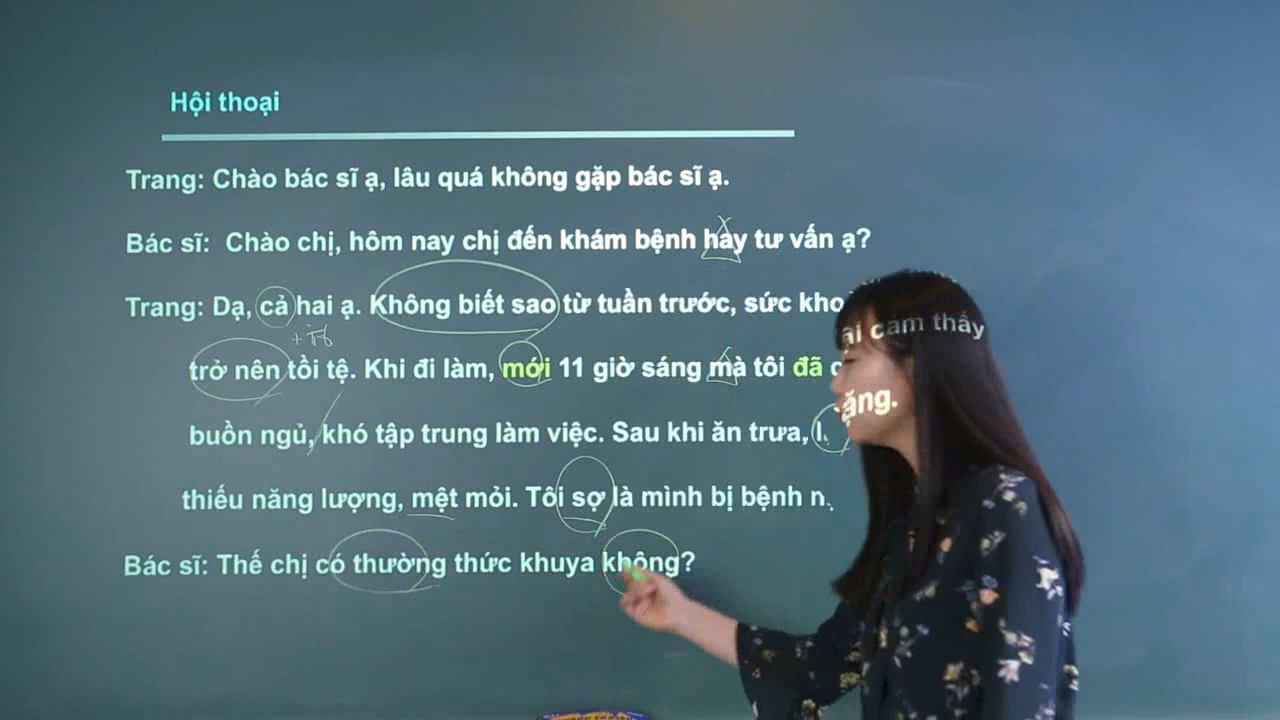 Hội thoại
Trang: Chào bác sĩ ạ, lâu quá không gặp bác sĩ ạ.
Bác sĩ: Chào chị, hôm nay chị đến khám bệnh hay tư vấn ạ?
Trang: Dạ, cả hai ạ. Không biết sao từ tuần trước, sức
trở nên tồi tệ. Khi đi làm, mới 11 giờ sáng mà tôi đã
buồn ngủ, khó tập trung làm việc. Sau khi ăn trưa, cảm thấy
thiếu năng lượng, mệt mỏi. Tôi sợ là mình bị bệnh
Bác sĩ: Thế chị có thường thức khuya không?